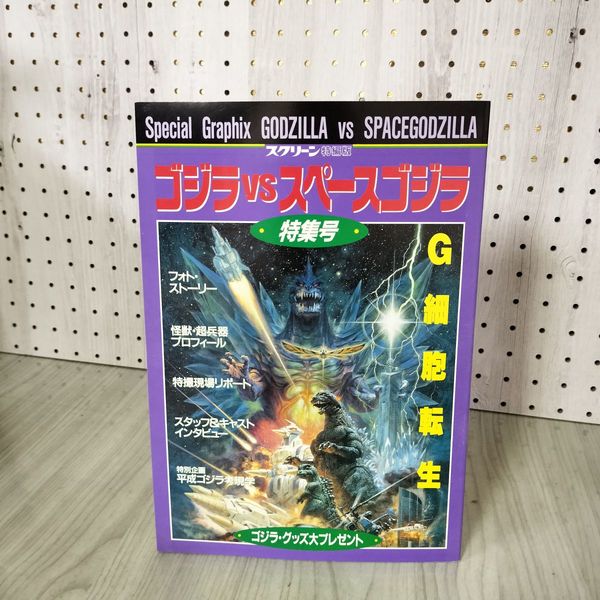 Special Graphix GODZILLA vs SPACEGODZILLA
スクリーン特編版
ゴジラvsスペースゴジラ
特集号
G細胞転生
フォト・
ストーリー
怪獣・超兵器
プロフィール
特撮現場リポート
スタッフ&キャスト
インタビュー
特別企画
平成ゴジラ考現学
ゴジラ・グッズ大プレゼント